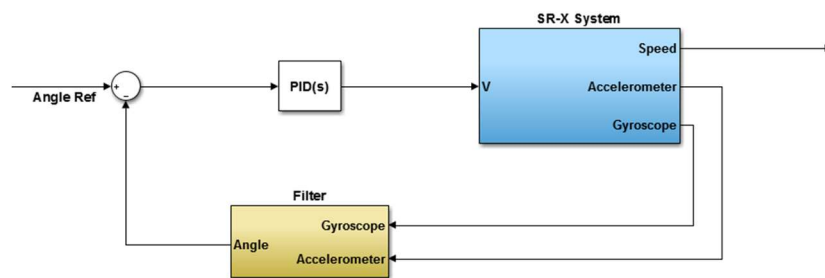 SR-X System
Speed
Angle Ref
+
−
PID(s)
V
Accelerometer
Gyroscope
Filter
Gyroscope
Angle
Accelerometer